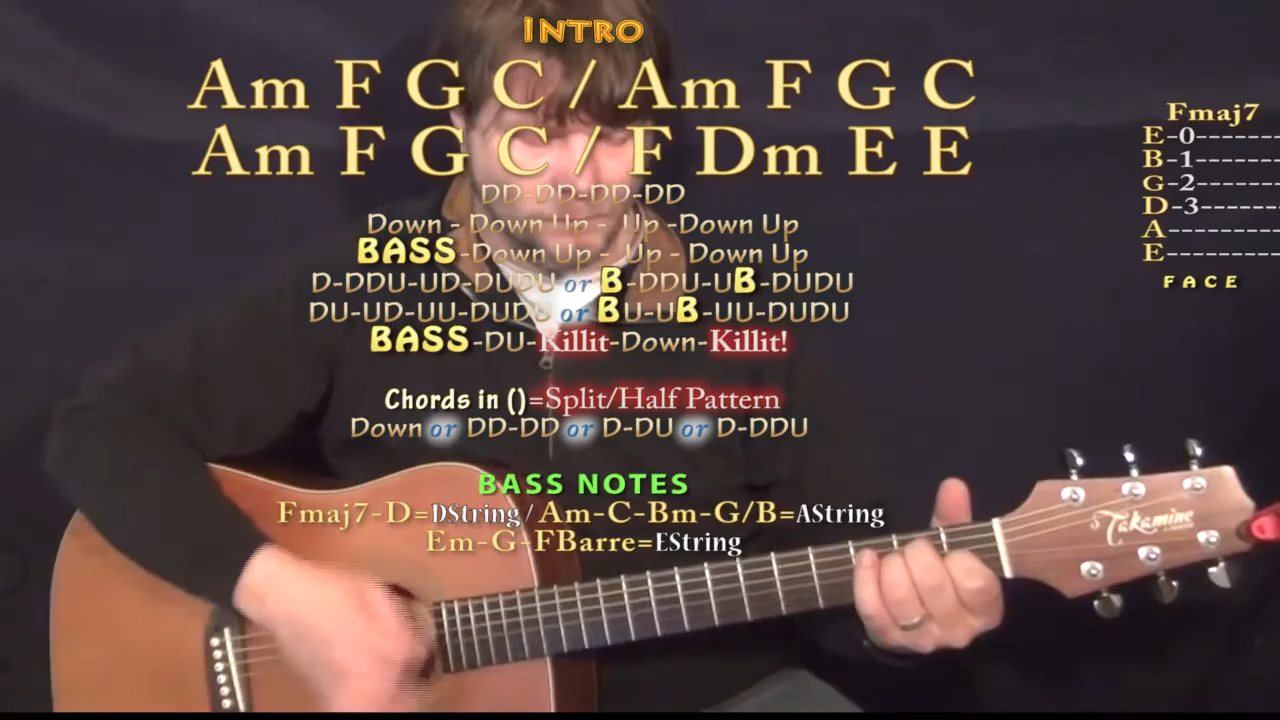 Intro
Am F G C / Am F G C
Am F G C / F Dm E E
DD-DD-DD-DD
Down - Down Up - Up -Down Up
BASS-Down Up - Up - Down Up
D-DDU-UD-DUDU or B-DDU-UB-DUDU
DU-UD-UU-DUDU or BU-UB-UU-DUDU
BASS-DU-Killit-Down-Killit!
Chords in ()=Split/Half Pattern
Down or DD-DD or D-DU or D-DDU
BASS NOTES
Fmaj7-D=DString / Am-C-Bm-G/B=AString
Em-G-FBarre=EString
Fmaj7
E-0-------
B-1-------
G-2-------
D-3-------
A---------
E---------
FACE
Takamine